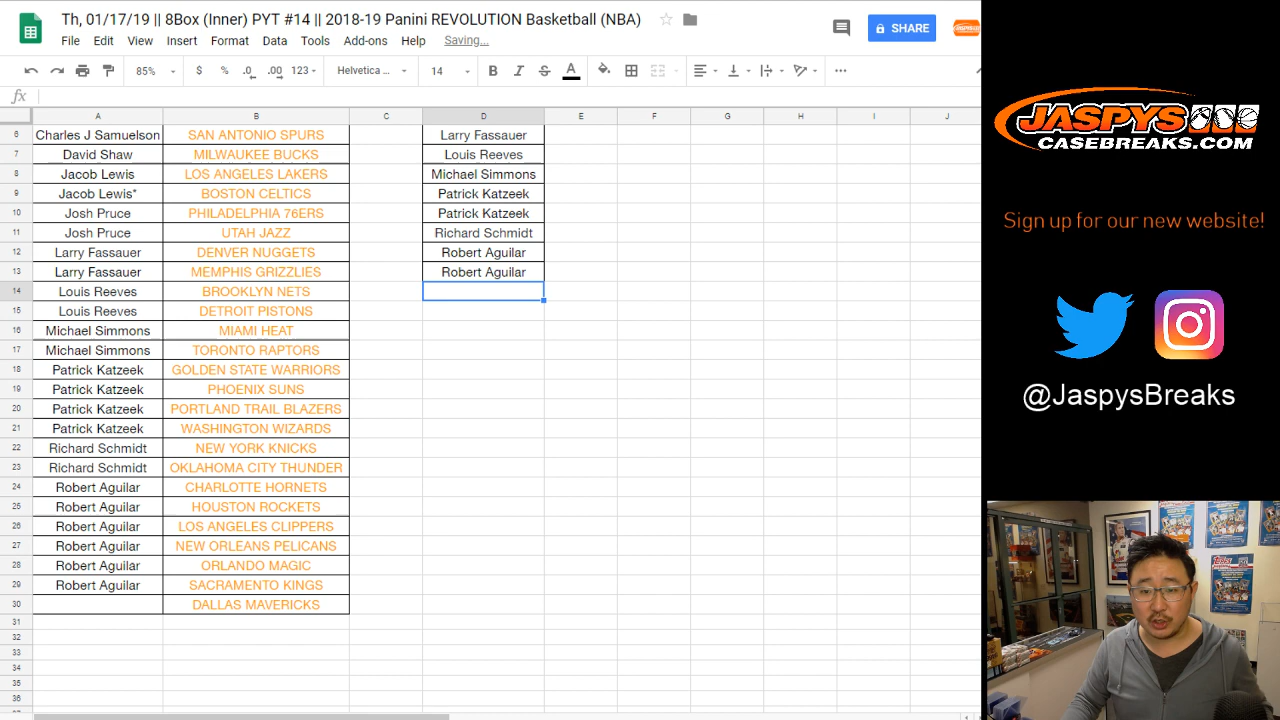 Th, 01/17/19 || 8Box (Inner) PYT #14 || 2018-19 Panini REVOLUTION Basketball (NBA)
File Edit View Insert Format Data Tools Add-ons Help Saving...
SHARE
85% $ % .0 .00 123 Helvetica ... 14 B I S A
fx
A B C D E F G H I J
6 Charles J Samuelson SAN ANTONIO SPURS Larry Fassauer
7 David Shaw MILWAUKEE BUCKS Louis Reeves
8 Jacob Lewis LOS ANGELES LAKERS Michael Simmons
9 Jacob Lewis* BOSTON CELTICS Patrick Katzeek
10 Josh Pruce PHILADELPHIA 76ERS Patrick Katzeek
11 Josh Pruce UTAH JAZZ Richard Schmidt
12 Larry Fassauer DENVER NUGGETS Robert Aguilar
13 Larry Fassauer MEMPHIS GRIZZLIES Robert Aguilar
14 Louis Reeves BROOKLYN NETS
15 Louis Reeves DETROIT PISTONS
16 Michael Simmons MIAMI HEAT
17 Michael Simmons TORONTO RAPTORS
18 Patrick Katzeek GOLDEN STATE WARRIORS
19 Patrick Katzeek PHOENIX SUNS
20 Patrick Katzeek PORTLAND TRAIL BLAZERS
21 Patrick Katzeek WASHINGTON WIZARDS
22 Richard Schmidt NEW YORK KNICKS
23 Richard Schmidt OKLAHOMA CITY THUNDER
24 Robert Aguilar CHARLOTTE HORNETS
25 Robert Aguilar HOUSTON ROCKETS
26 Robert Aguilar LOS ANGELES CLIPPERS
27 Robert Aguilar NEW ORLEANS PELICANS
28 Robert Aguilar ORLANDO MAGIC
29 Robert Aguilar SACRAMENTO KINGS
30 DALLAS MAVERICKS
31
32
33
34
35
36
JASPYS
CASEBREAKS.COM
Sign up for our new website!
@JaspysBreaks